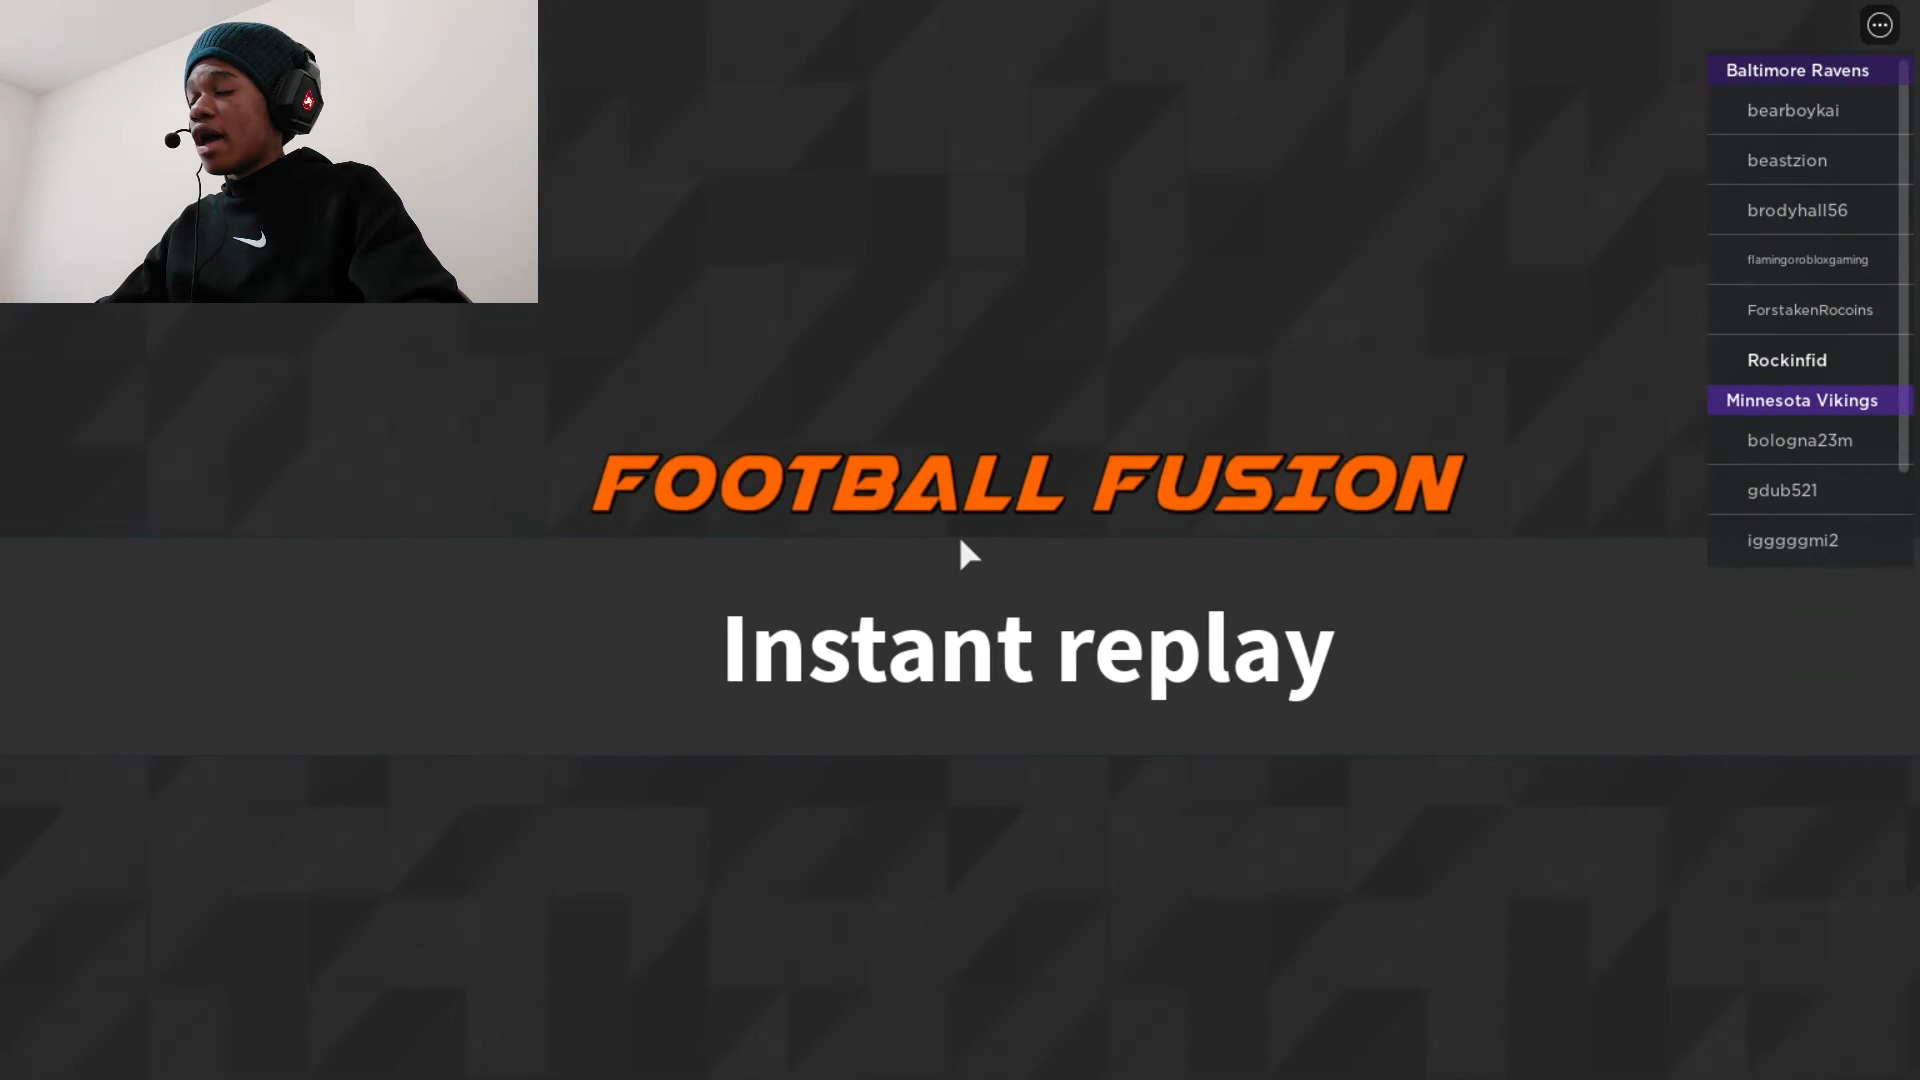 Baltimore Ravens
bearboykai
beastzion
brodyhall56
flamingorobloxgaming
ForstakenRocoins
Rockinfid
Minnesota Vikings
bologna23m
gdub521
igggggmi2
FOOTBALL FUSION
Instant replay